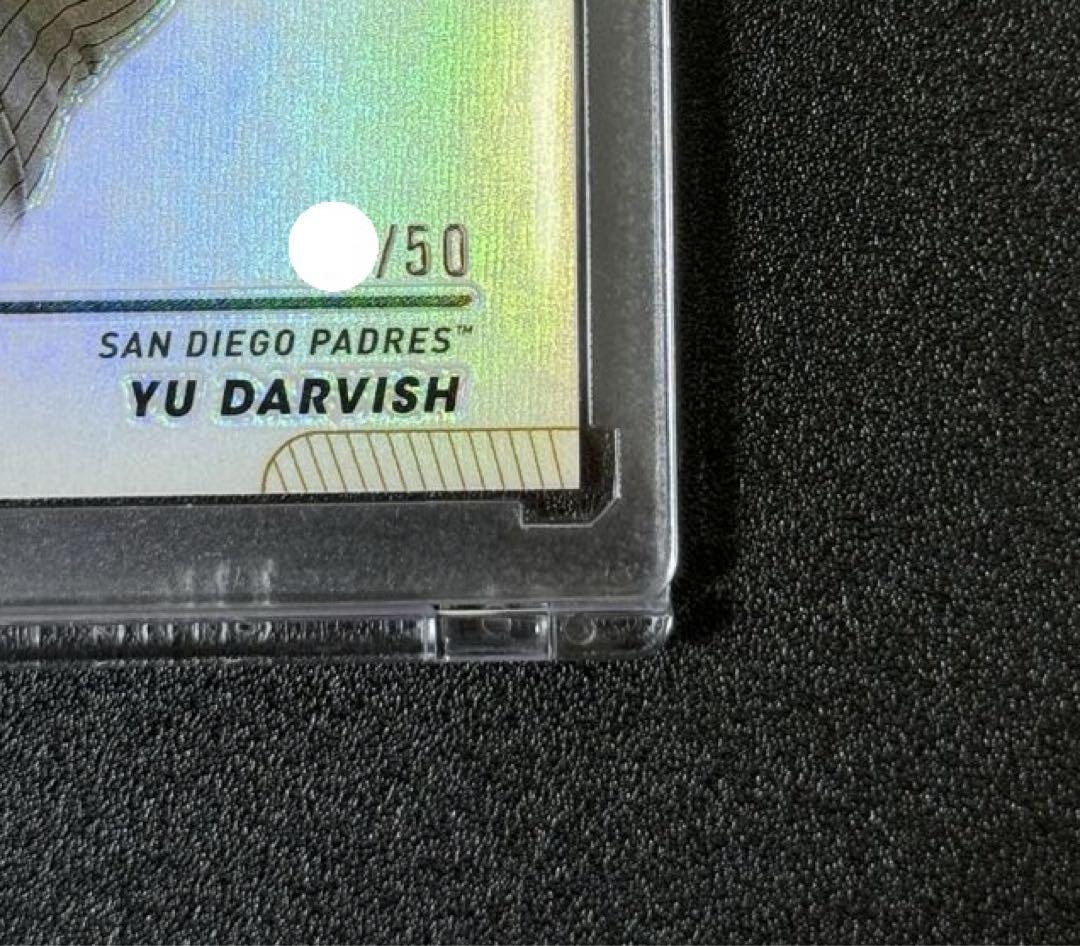 /50
SAN DIEGO PADRES™
YU DARVISH